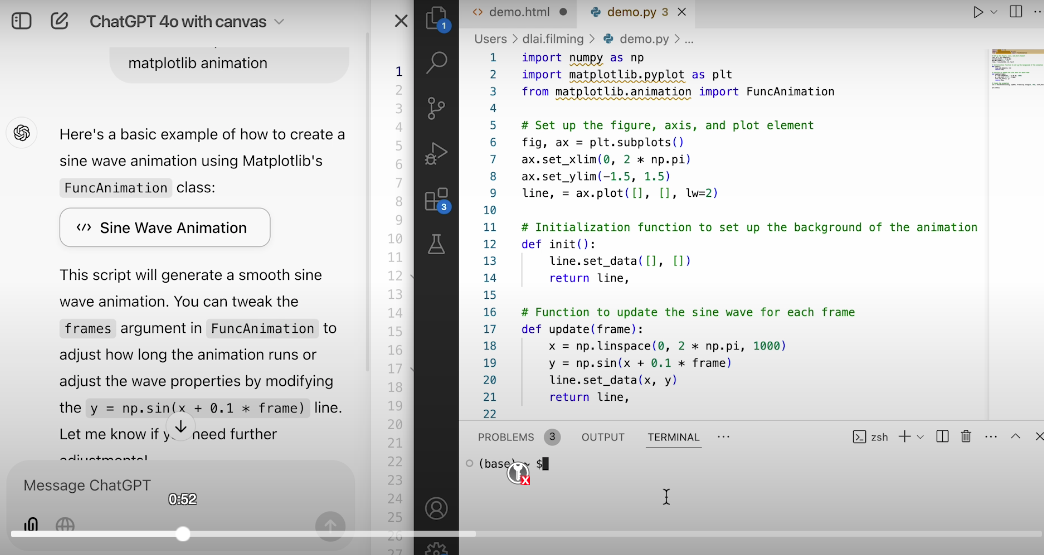 ChatGPT 4o with canvas
matplotlib animation
Here's a basic example of how to create a
sine wave animation using Matplotlib's
FuncAnimation class:
Sine Wave Animation
This script will generate a smooth sine
wave animation. You can tweak the
frames argument in FuncAnimation to
adjust how long the animation runs or
adjust the wave properties by modifying
the y = np.sin(x + 0.1 * frame) line.
Let me know if need further
Message ChatGPT
0:52
1
2
3
4
5
6
7
8
9
10
11
12
13
14
15
16
17
18
19
20
21
22
23
24
25
26
27
1
3
demo.html
demo.py 3
Users > dlai.filming > demo.py > ...
1 import numpy as np
2 import matplotlib.pyplot as plt
3 from matplotlib.animation import FuncAnimation
4
5 # Set up the figure, axis, and plot element
6 fig, ax = plt.subplots()
7 ax.set_xlim(0, 2 * np.pi)
8 ax.set_ylim(-1.5, 1.5)
9 line, = ax.plot([], [], lw=2)
10
11 # Initialization function to set up the background of the animation
12 def init():
13 line.set_data([], [])
14 return line,
15
16 # Function to update the sine wave for each frame
17 def update(frame):
18 x = np.linspace(0, 2 * np.pi, 1000)
19 y = np.sin(x + 0.1 * frame)
20 line.set_data(x, y)
21 return line,
22
PROBLEMS 3 OUTPUT TERMINAL ... zsh
(base) ~ $